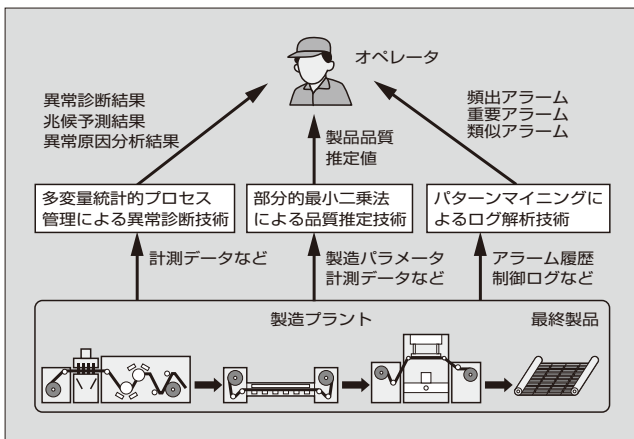 オペレータ
異常診断結果
兆候予測結果
異常原因分析結果
製品品質
推定値
頻出アラーム
重要アラーム
類似アラーム
多変量統計的プロセス
管理による異常診断技術
部分的最小二乗法
による品質推定技術
パターンマイニングに
よるログ解析技術
計測データなど
製造パラメータ
計測データなど
アラーム履歴
制御ログなど
製造プラント
最終製品